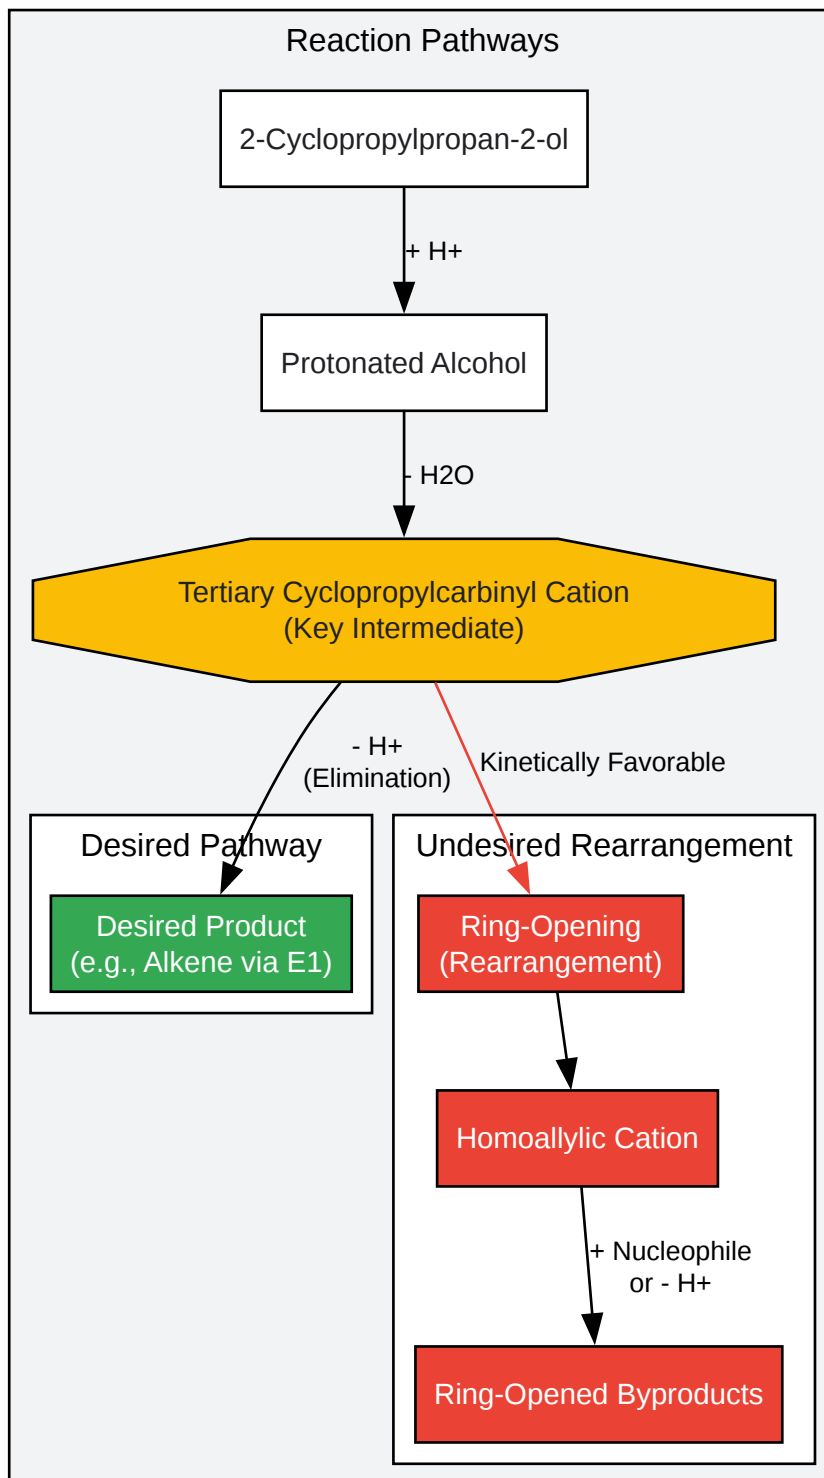 Reaction Pathways
2-Cyclopropylpropan-2-ol
+ H+
Protonated Alcohol
- H2O
Tertiary Cyclopropylcarbinyl Cation
(Key Intermediate)
- H+
(Elimination)
Kinetically Favorable
Desired Pathway
Desired Product
(e.g., Alkene via E1)
Undesired Rearrangement
Ring-Opening
(Rearrangement)
Homoallylic Cation
+ Nucleophile
or - H+
Ring-Opened Byproducts